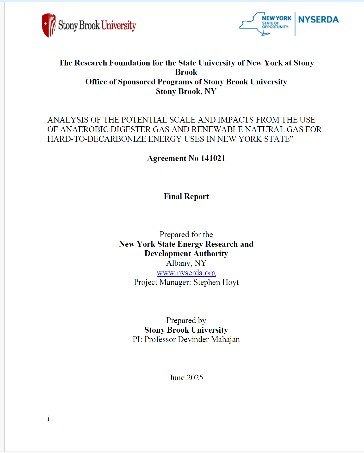 Stony Brook University
NEW YORK
STATE OF
OPPORTUNITY
NYSERDA
The Research Foundation for the State University of New York at Stony
Brook
Office of Sponsored Programs of Stony Brook University
Stony Brook, NY
ANALYSIS OF THE POTENTIAL SCALE AND IMPACTS FROM THE USE
OF ANAEROBIC DIGESTER GAS AND RENEWABLE NATURAL GAS FOR
HARD-TO-DECARBONIZE ENERGY USES IN NEW YORK STATE”
Agreement No 141021
Final Report
Prepared for the
New York State Energy Research and
Development Authority
Albany, NY
www.nyserda.org
Project Manager: Stephen Hoyt
Prepared by
Stony Brook University
PI: Professor Devinder Mahajan
June 2025